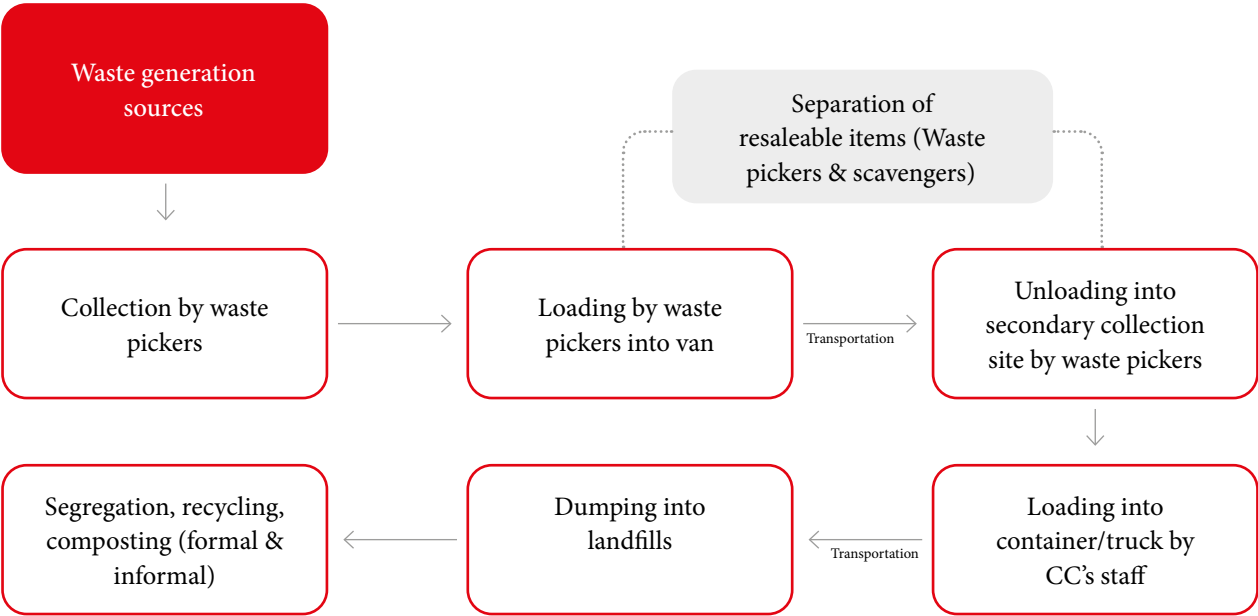 Waste generation
sources
Separation of
resaleable items (Waste
pickers & scavengers)
Collection by waste
pickers
Loading by waste
pickers into van
Transportation
Unloading into
secondary collection
site by waste pickers
Loading into
container/truck by
CC’s staff
Transportation
Dumping into
landfills
Segregation, recycling,
composting (formal &
informal)